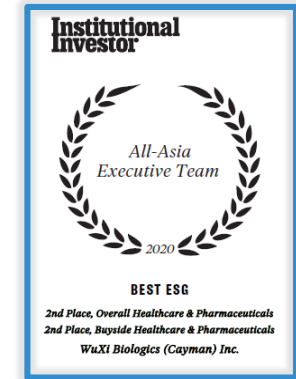 Institutional
Investor
All-Asia
Executive Team
2020
BEST ESG
2nd Place, Overall Healthcare & Pharmaceuticals
2nd Place, Buyside Healthcare & Pharmaceuticals
WuXi Biologics (Cayman) Inc.